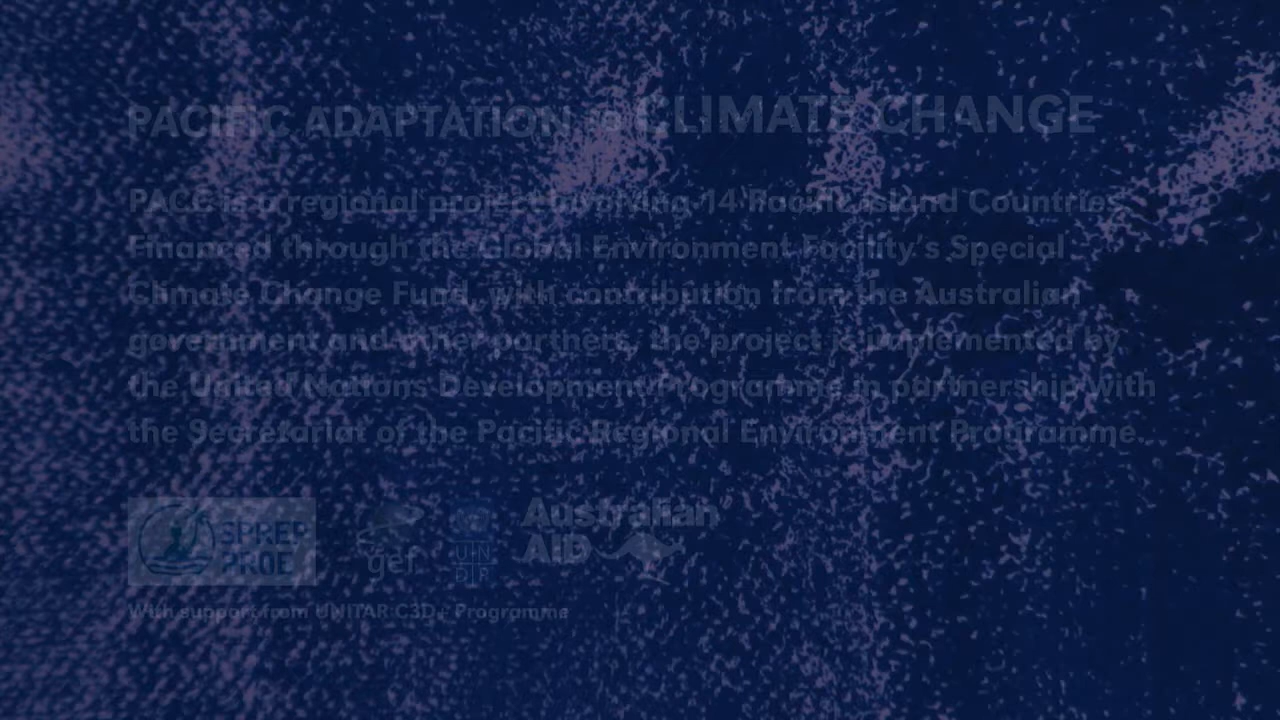 PACIFIC ADAPTATION TO CLIMATE CHANGE
PACC is a regional project involving 14 Pacific Island Countries.
Financed through the Global Environment Facility's Special
Climate Change Fund, with contribution from the Australian
government and other partners, the project is implemented by
the United Nations Development Programme in partnership with
the Secretariat of the Pacific Regional Environment Programme.
SPREP
PROE
gef
UN
DP
Australian
AID
With support from UNITAR C3D+ Programme